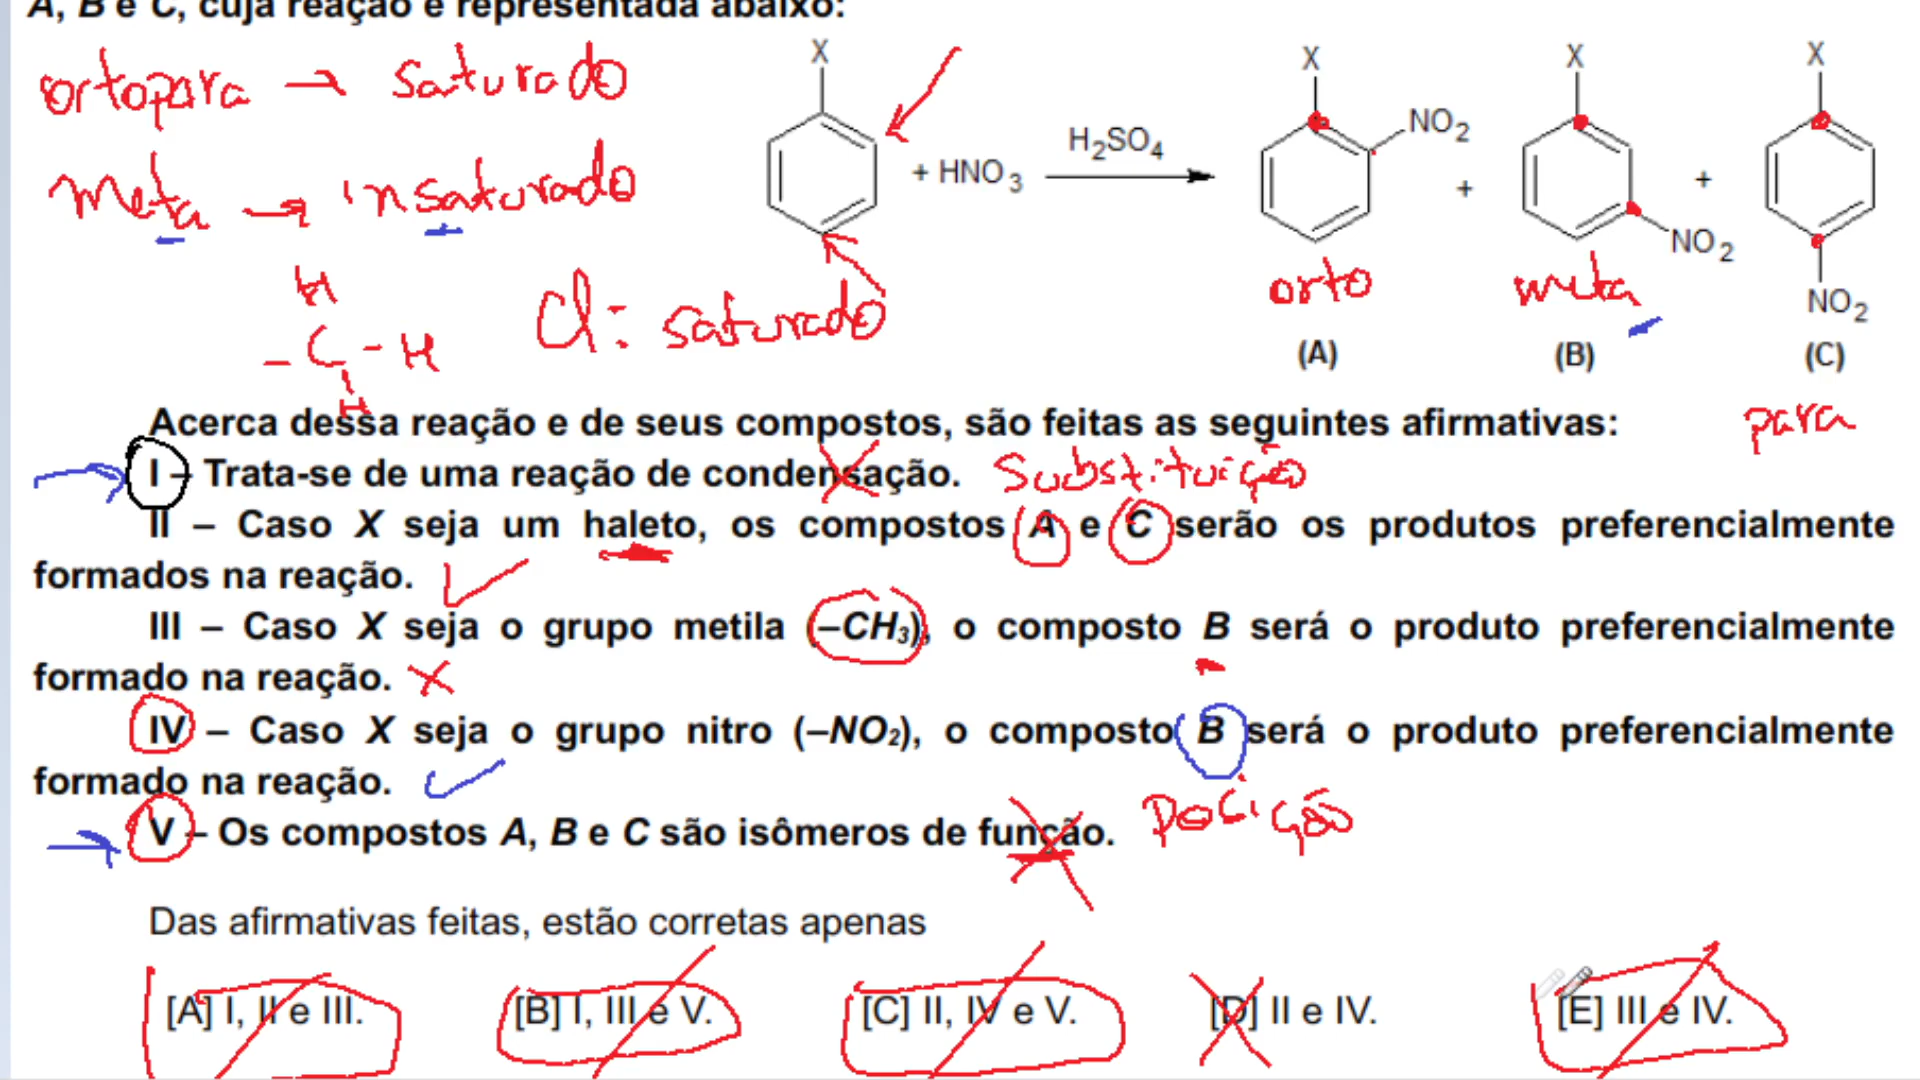 A, B e C, cuja reação é representada abaixo:
ortopara → saturado
meta → insaturado
H
- C - H
H
Cl: saturado
X
+ HNO3
H2SO4
X
NO2
+
X
NO2
+
X
NO2
orto
meta
(A)
(B)
(C)
para
Acerca dessa reação e de seus compostos, são feitas as seguintes afirmativas:
I – Trata-se de uma reação de condensação. Substituição
II – Caso X seja um haleto, os compostos A e C serão os produtos preferencialmente
formados na reação.
III – Caso X seja o grupo metila (–CH3), o composto B será o produto preferencialmente
formado na reação.
IV – Caso X seja o grupo nitro (–NO2), o composto B será o produto preferencialmente
formado na reação.
V – Os compostos A, B e C são isômeros de função. Posição
Das afirmativas feitas, estão corretas apenas
[A] I, II e III. [B] I, III e V. [C] II, IV e V. [D] II e IV. [E] III e IV.